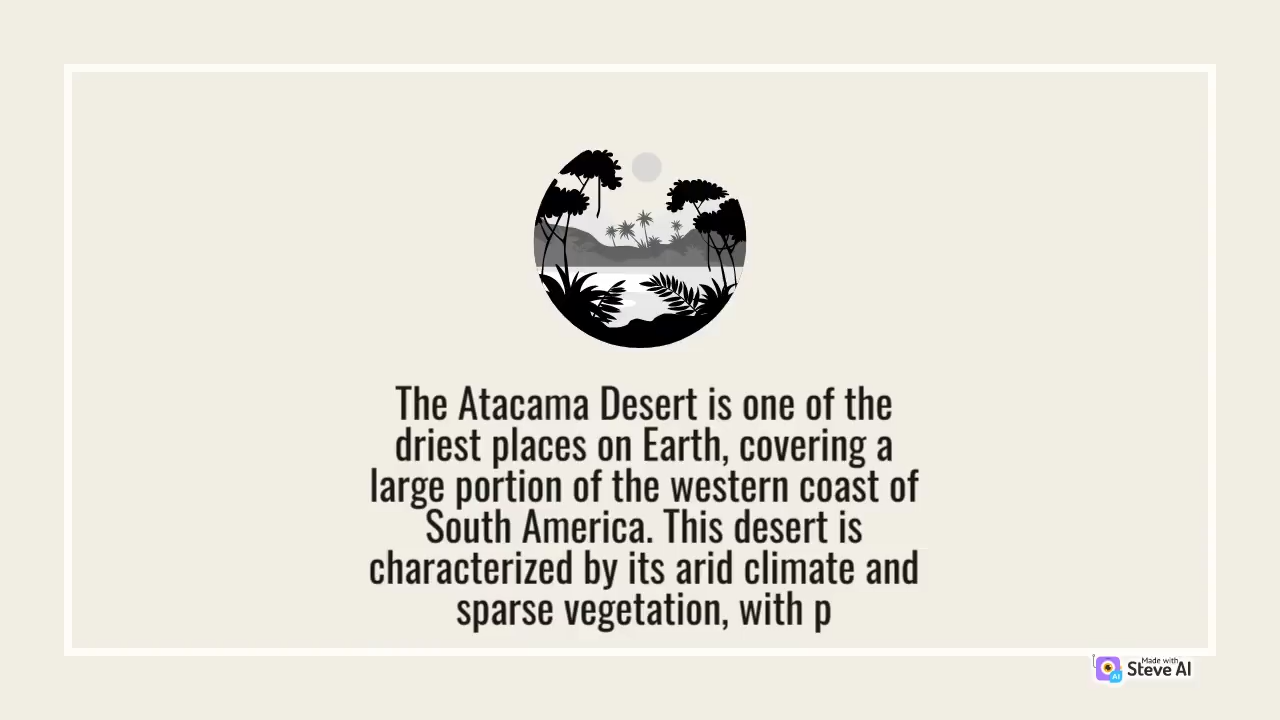 The Atacama Desert is one of the
driest places on Earth, covering a
large portion of the western coast of
South America. This desert is
characterized by its arid climate and
sparse vegetation, with p
Made with
Steve AI
AI